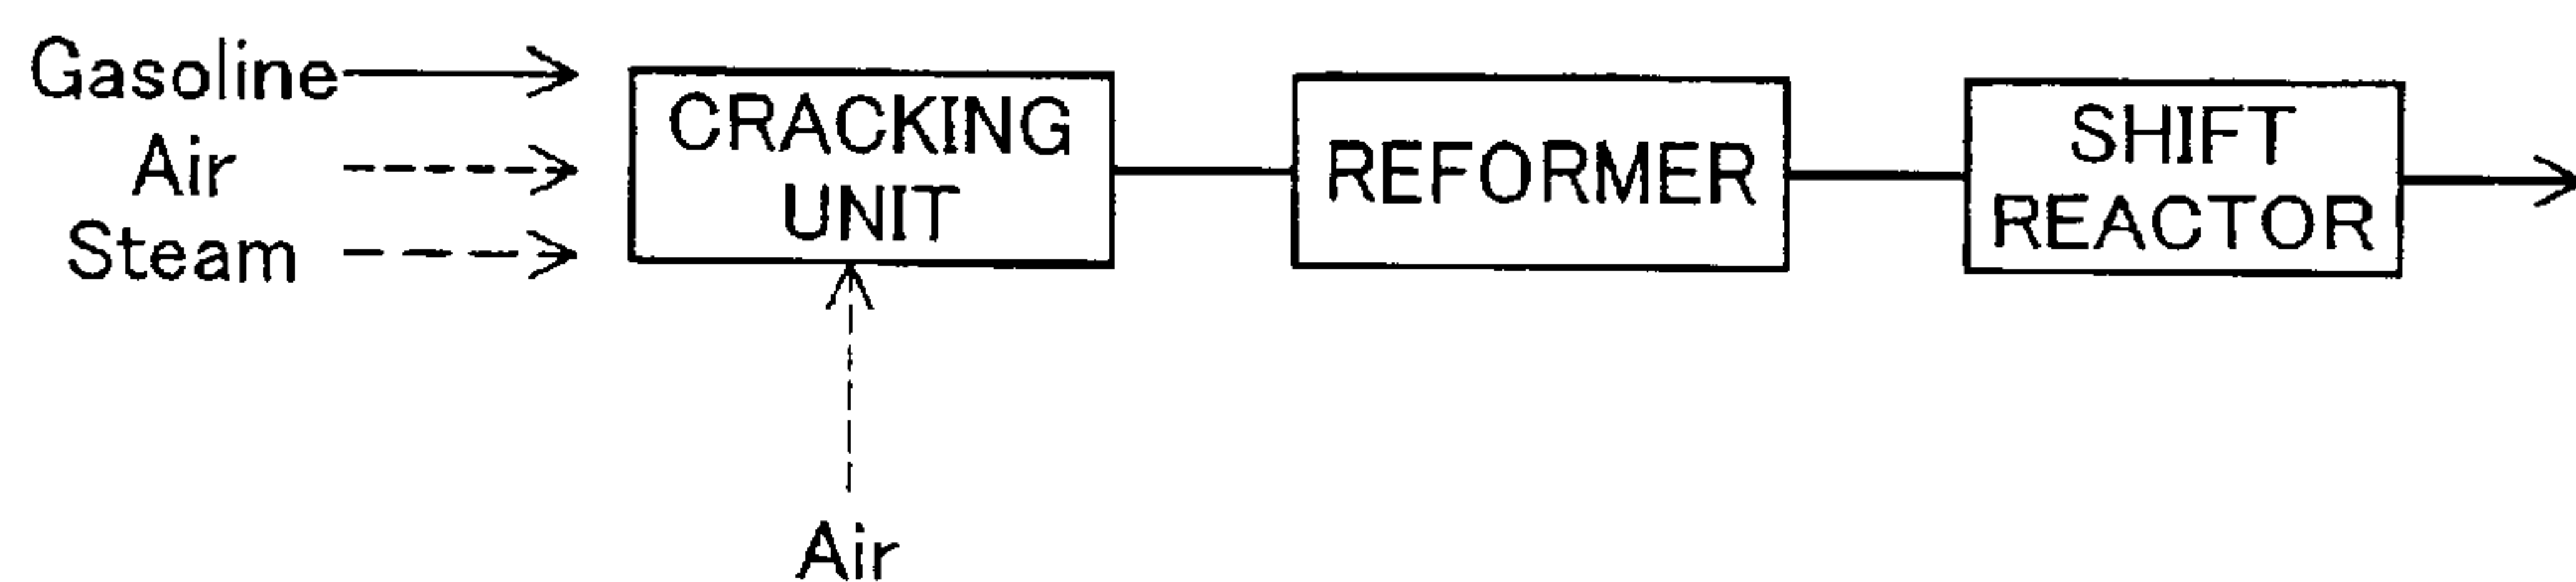 Gasoline
Air
Steam
CRACKING
UNIT
REFORMER
SHIFT
REACTOR
Air